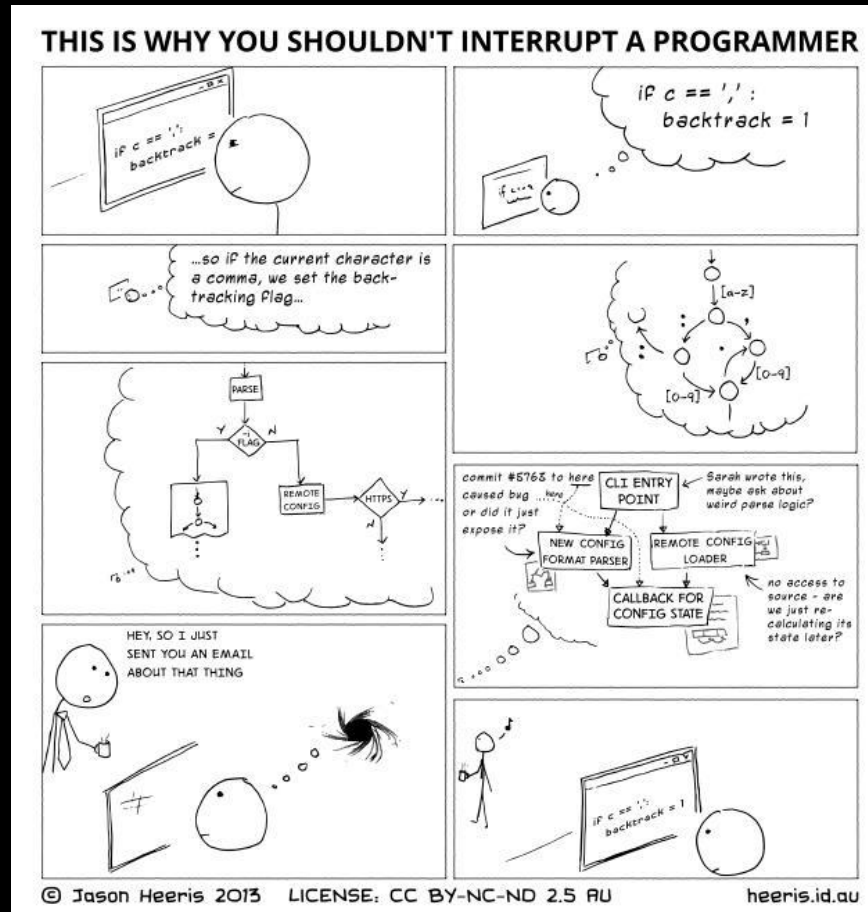 THIS IS WHY YOU SHOULDN'T INTERRUPT A PROGRAMMER
if c == ',':
backtrack =
if c == ',':
backtrack = 1
...so if the current character is
a comma, we set the back-
tracking flag...
[a-z]
[0-9]
[0-9]
PARSE
Y
N
-i
FLAG
REMOTE
CONFIG
HTTPS
Y
N
commit #5768 to here
caused bug ... here
or did it just
expose it?
CLI ENTRY
POINT
Sarah wrote this,
maybe ask about
weird parse logic?
NEW CONFIG
FORMAT PARSER
REMOTE CONFIG
LOADER
CALLBACK FOR
CONFIG STATE
no access to
source - are
we just re-
calculating its
state later?
HEY, SO I JUST
SENT YOU AN EMAIL
ABOUT THAT THING
if c == ',':
backtrack = 1
© Jason Heeris 2013 LICENSE: CC BY-NC-ND 2.5 AU heeris.id.au